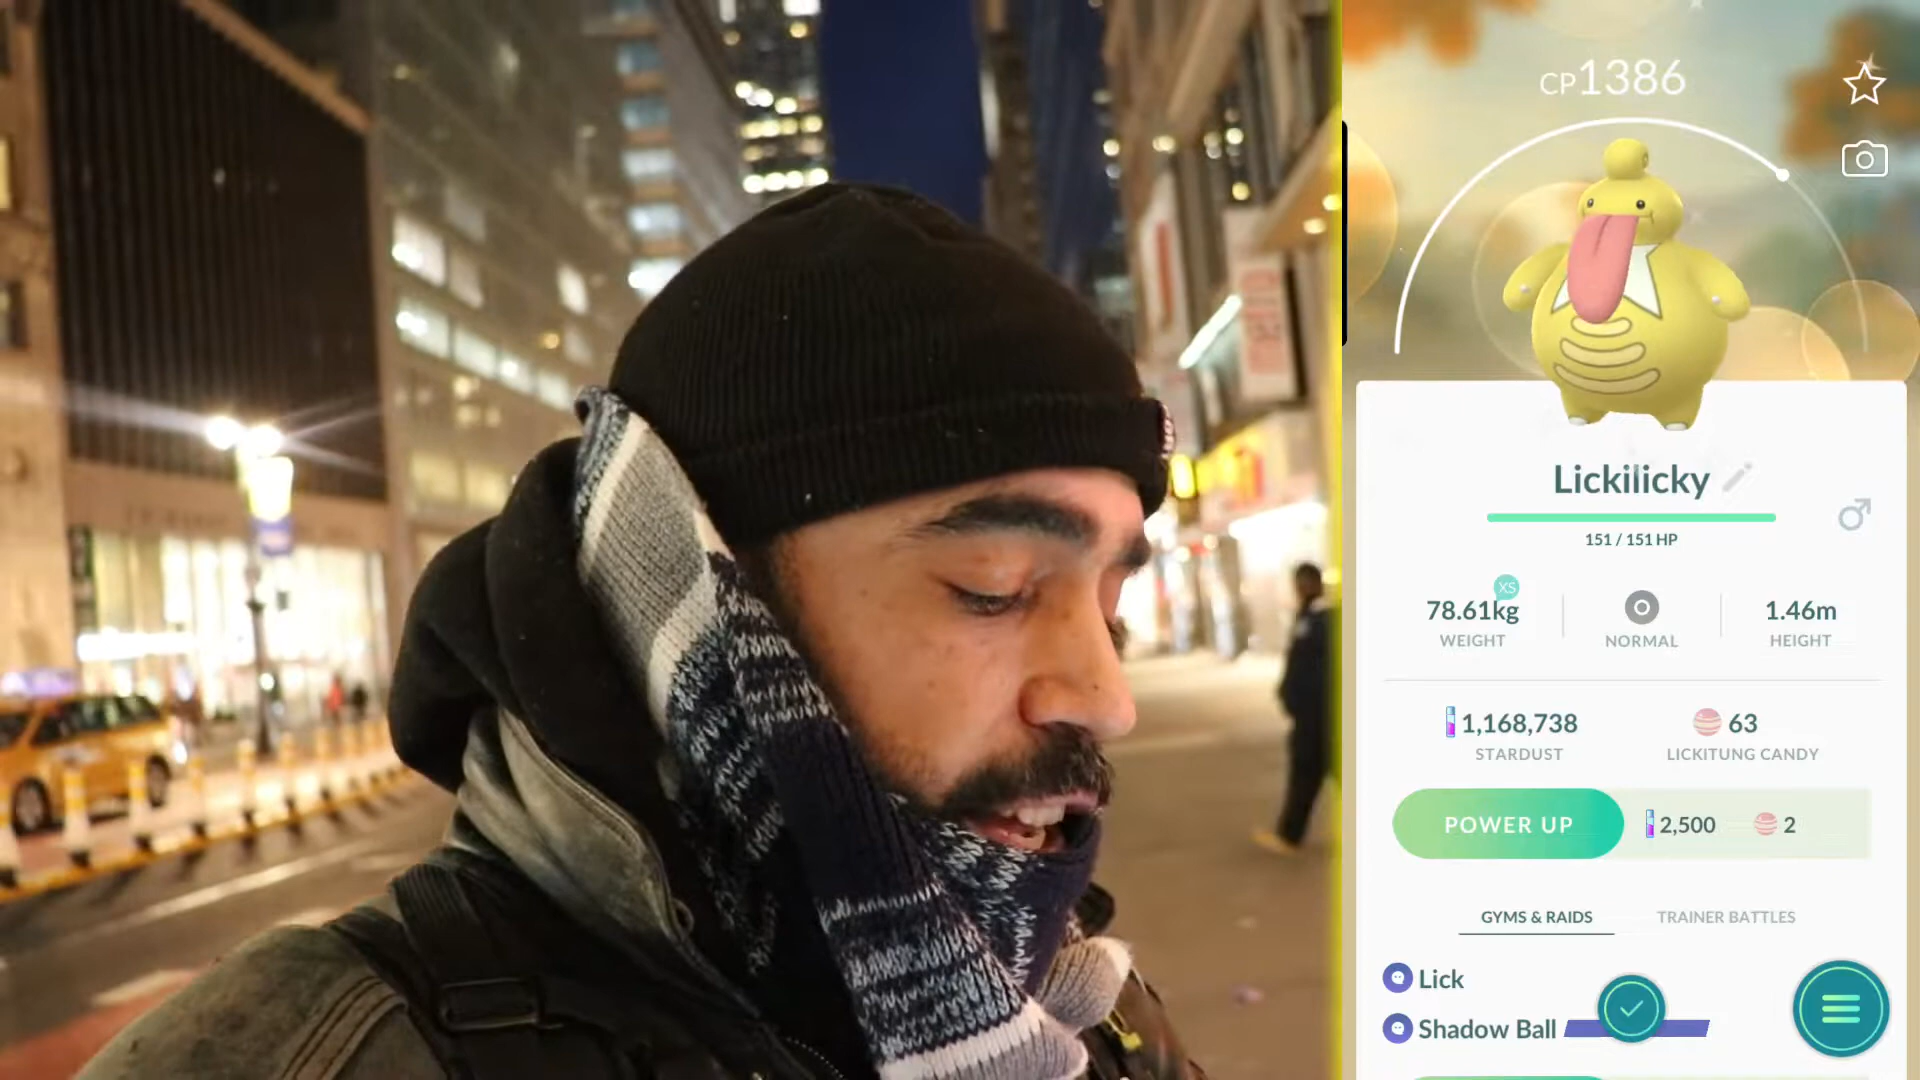 CP1386
Lickilicky
151 / 151 HP
XS
78.61kg
WEIGHT
NORMAL
1.46m
HEIGHT
1,168,738
STARDUST
63
LICKITUNG CANDY
POWER UP
2,500
2
GYMS & RAIDS
TRAINER BATTLES
Lick
Shadow Ball